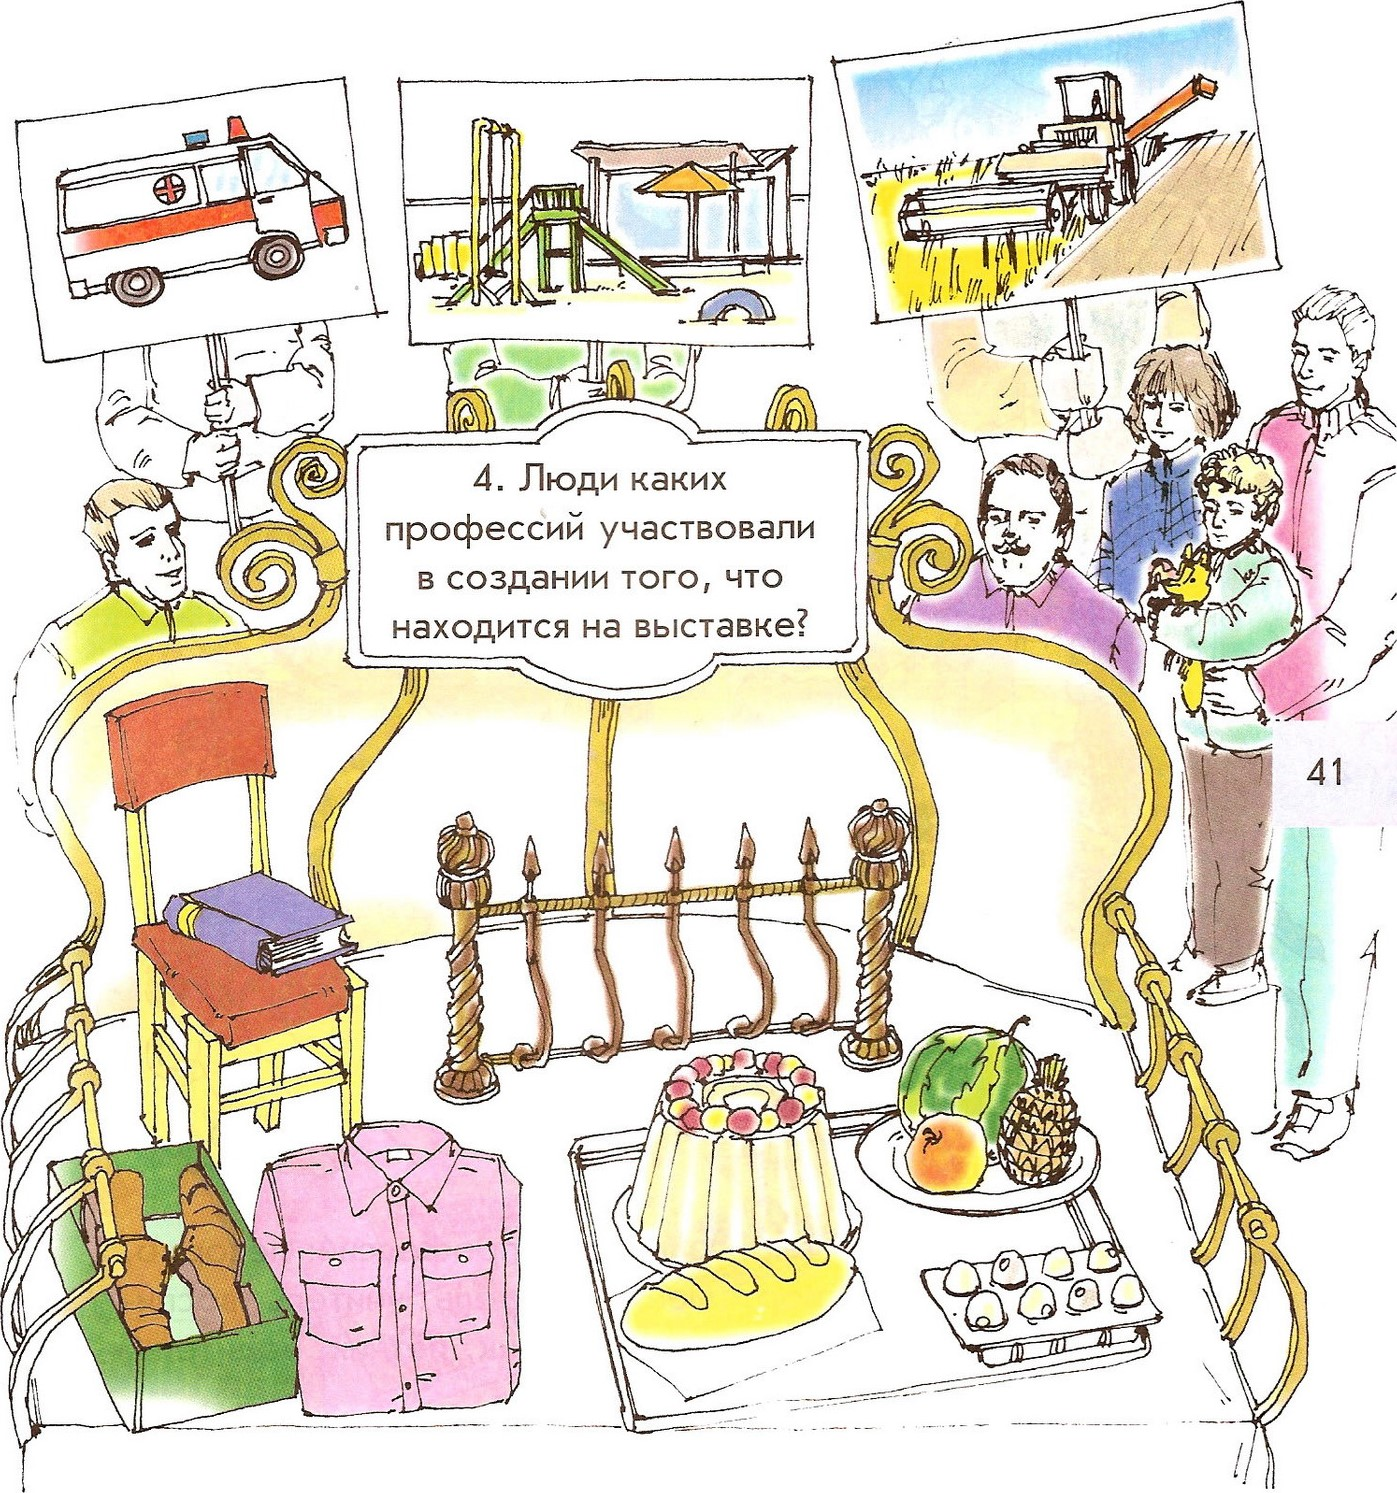 4. Люди каких
профессий участвовали
в создании того, что
находится на выставке?
41